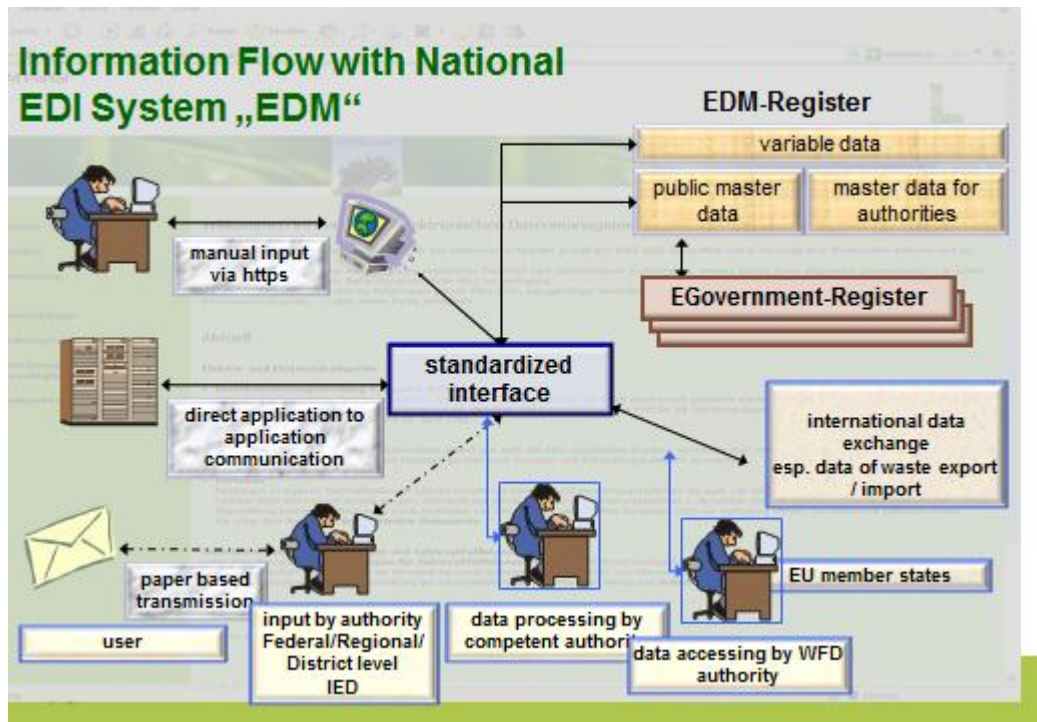 Information Flow with National
EDI System „EDM“
EDM-Register
variable data
public master
data
master data for
authorities
EGovernment-Register
manual input
via https
standardized
interface
direct application to
application
communication
international data
exchange
esp. data of waste export
/ import
paper based
transmission
EU member states
user
input by authority
Federal/Regional/
District level
IED
data processing by
competent
data accessing by WFD
authority